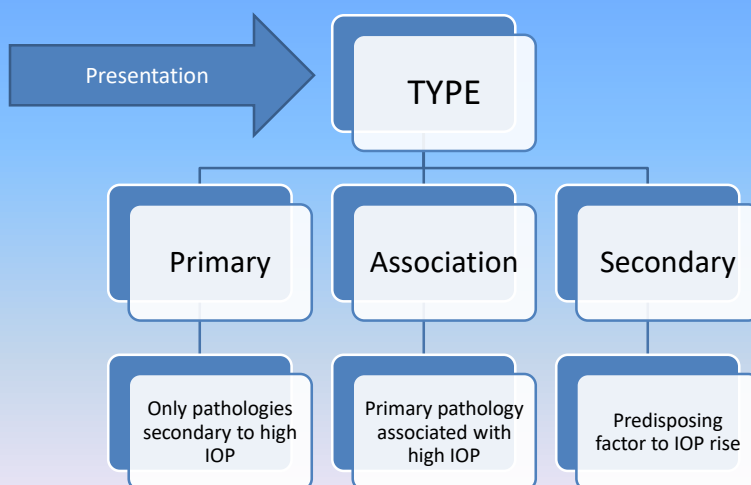 Presentation
TYPE
Primary
Association
Secondary
Only pathologies
secondary to high
IOP
Primary pathology
associated with
high IOP
Predisposing
factor to IOP rise